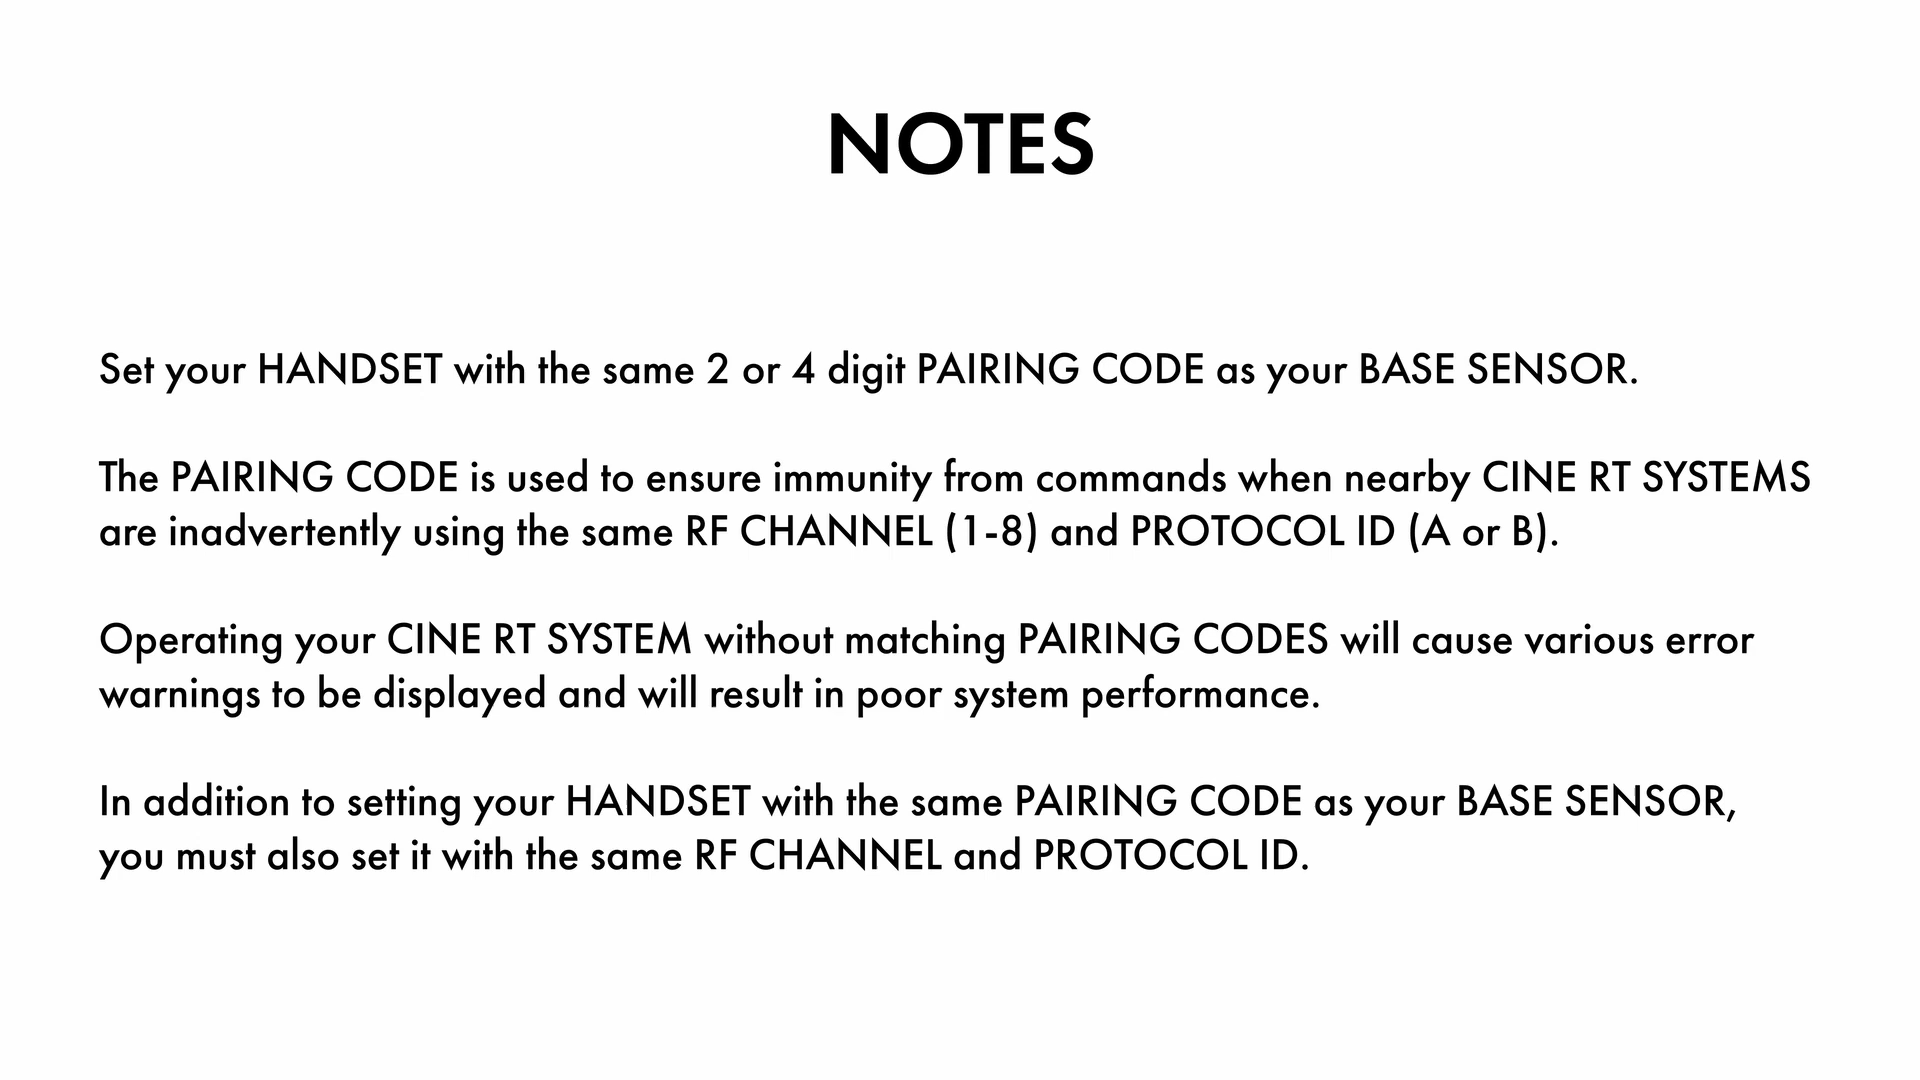 NOTES
Set your HANDSET with the same 2 or 4 digit PAIRING CODE as your BASE SENSOR.
The PAIRING CODE is used to ensure immunity from commands when nearby CINE RT SYSTEMS
are inadvertently using the same RF CHANNEL (1-8) and PROTOCOL ID (A or B).
Operating your CINE RT SYSTEM without matching PAIRING CODES will cause various error
warnings to be displayed and will result in poor system performance.
In addition to setting your HANDSET with the same PAIRING CODE as your BASE SENSOR,
you must also set it with the same RF CHANNEL and PROTOCOL ID.